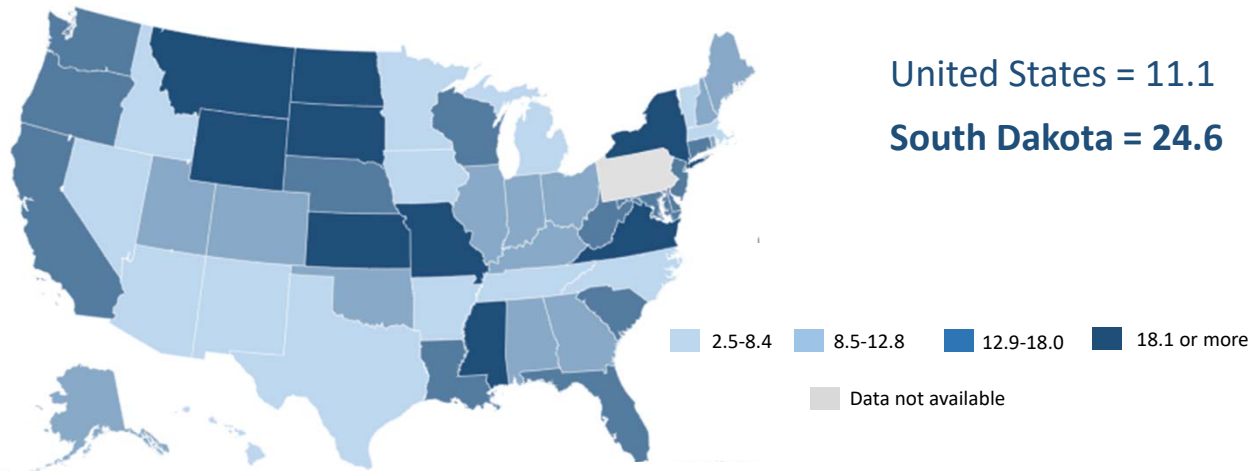 United States = 11.1
South Dakota = 24.6
2.5-8.4
8.5-12.8
12.9-18.0
18.1 or more
Data not available